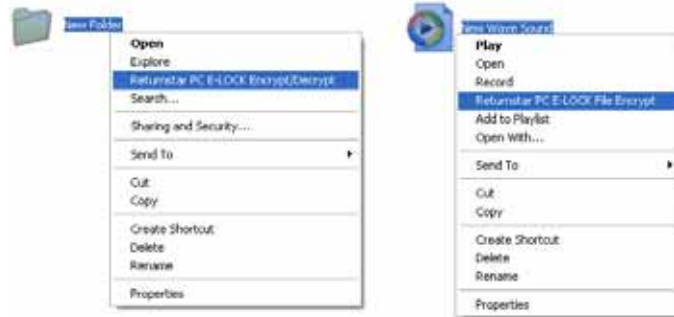 New Folder
Open
Explore
Returnstar PC E-LOCK Encrypt/Decrypt
Search...
Sharing and Security....
Send To
Cut
Copy
Create Shortcut
Delete
Rename
Properties
New Wave Sound
Play
Open
Record
Returnstar PC E-LOCK File Encrypt
Add to Playlist
Open With...
Send To
Cut
Copy
Create Shortcut
Delete
Rename
Properties